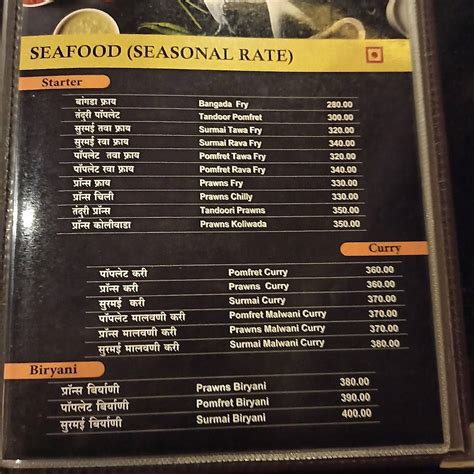 SEAFOOD (SEASONAL RATE)
Starter
बांगडा फ्राय Bangada Fry 280.00
तंदुरी पॉपलेट Tandoor Pomfret 300.00
सुरमई तवा फ्राय Surmai Tawa Fry 320.00
सुरमई रवा फ्राय Surmai Rava Fry 340.00
पॉपलेट तवा फ्राय Pomfret Tawa Fry 320.00
पॉपलेट रवा फ्राय Pomfret Rava Fry 340.00
प्रॉन्स फ्राय Prawns Fry 330.00
प्रॉन्स चिली Prawns Chilly 330.00
तंदुरी प्रॉन्स Tandoori Prawns 350.00
प्रॉन्स कोलीवाडा Prawns Koliwada 350.00
Curry
पॉपलेट करी Pomfret Curry 360.00
प्रॉन्स करी Prawns Curry 360.00
सुरमई करी Surmai Curry 370.00
पॉपलेट मालवणी करी Pomfret Malwani Curry 370.00
प्रॉन्स मालवणी करी Prawns Malwani Curry 370.00
सुरमई मालवणी करी Surmai Malwani Curry 380.00
Biryani
प्रॉन्स बिर्याणी Prawns Biryani 380.00
पॉपलेट बिर्याणी Pomfret Biryani 390.00
सुरमई बिर्याणी Surmai Biryani 400.00